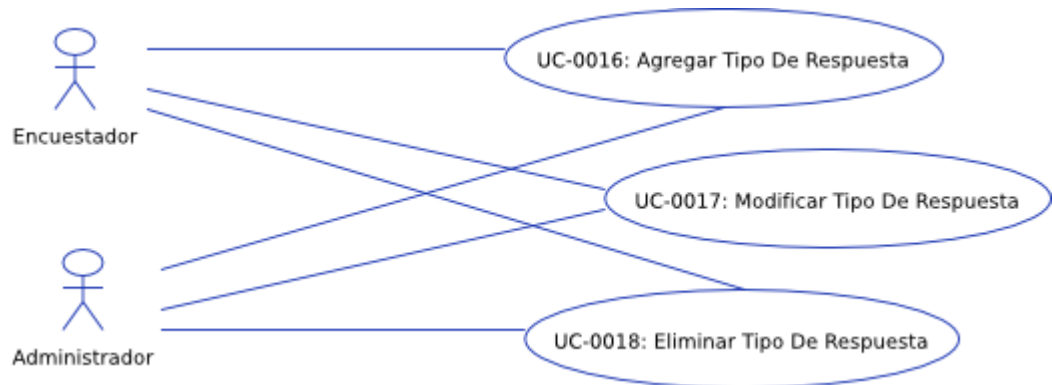 UC-0016: Agregar Tipo De Respuesta
Encuestador
UC-0017: Modificar Tipo De Respuesta
UC-0018: Eliminar Tipo De Respuesta
Administrador